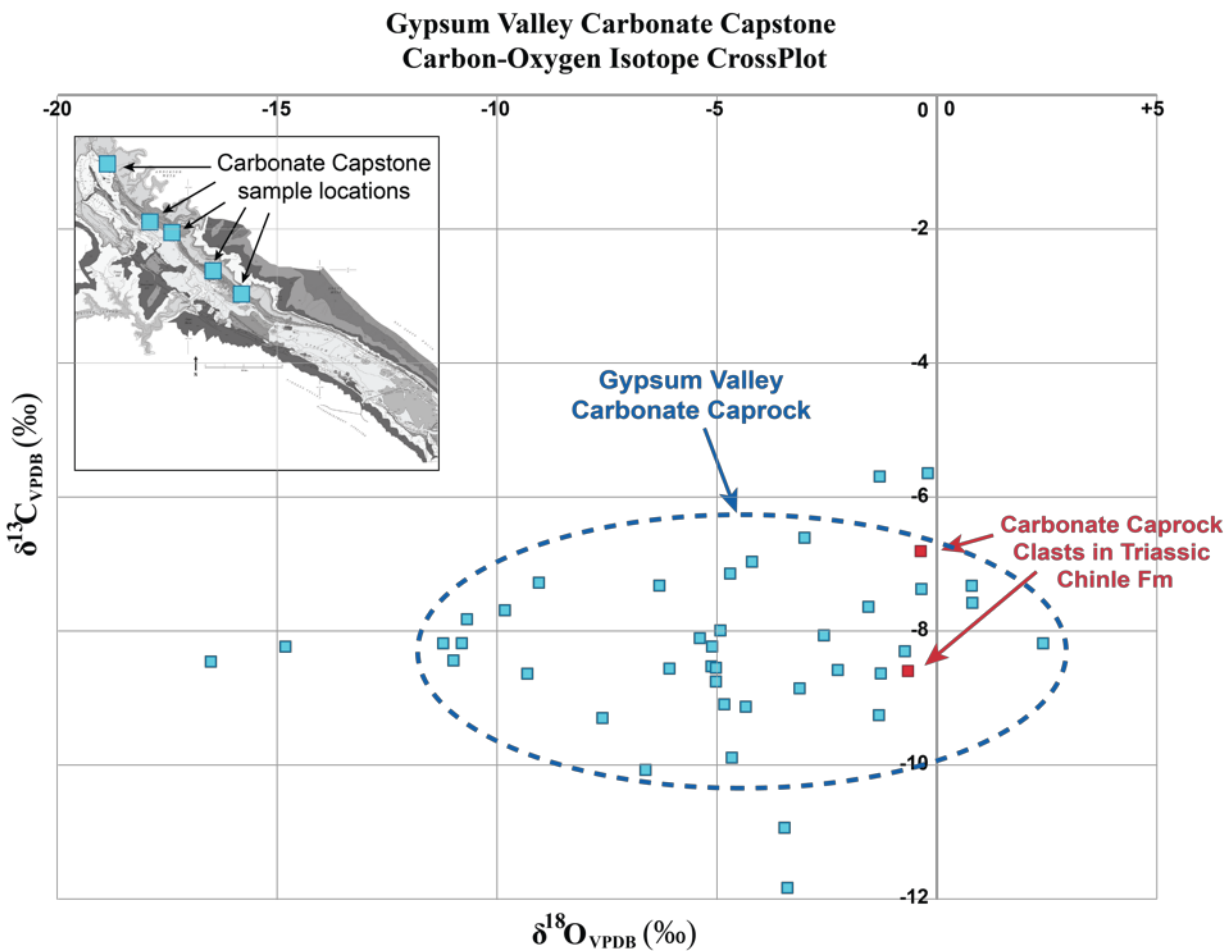 Gypsum Valley Carbonate Capstone
Carbon-Oxygen Isotope CrossPlot
-20
-15
-10
-5
0
0
+5
Carbonate Capstone
sample locations
-2
-4
Gypsum Valley
Carbonate Caprock
-6
Carbonate Caprock
Clasts in Triassic
Chinle Fm
-8
-10
-12
δ13CVPDB (‰)
δ18OVPDB (‰)